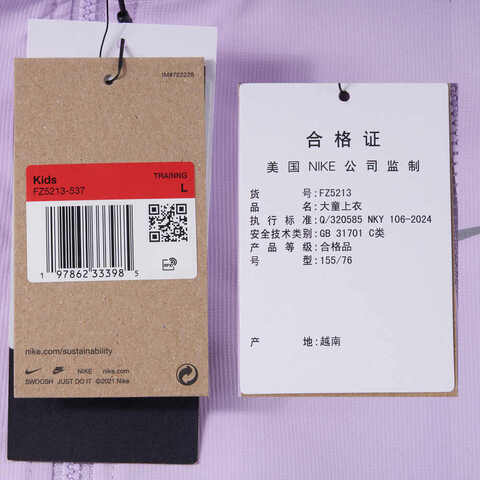 IM#722226
Kids
TRAINING
FZ5213-537
L
1 97862 33398 5
nike.com/sustainability
NIKE nike.com
SWOOSH JUST DO IT ©2021 Nike
合格证
美国 NIKE 公司监制
货 号:FZ5213
品 名:大童上衣
执行标准:Q/320585 NKY 106-2024
安全技术类别:GB 31701 C类
产品等级:合格品
号 型:155/76
产 地:越南